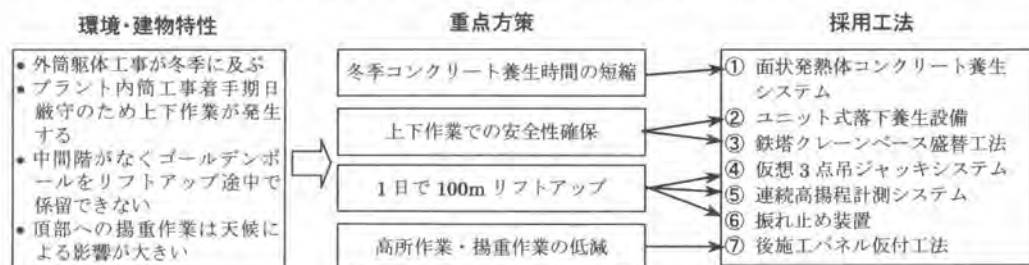 環境・建物特性
• 外筒躯体工事が冬季に及ぶ
• プラント内筒工事着手期日
厳守のため上下作業が発生
する
• 中間階がなくゴールデンボ
ールをリフトアップ途中で
係留できない
• 頂部への揚重作業は天候に
よる影響が大きい
重点方策
冬季コンクリート養生時間の短縮
上下作業での安全性確保
1日で100mリフトアップ
高所作業・揚重作業の低減
採用工法
① 面状発熱体コンクリート養生
システム
② ユニット式落下養生設備
③ 鉄塔クレーンベース盛替工法
④ 仮想3点吊ジャッキシステム
⑤ 連続高揚程計測システム
⑥ 振れ止め装置
⑦ 後施工パネル仮付工法